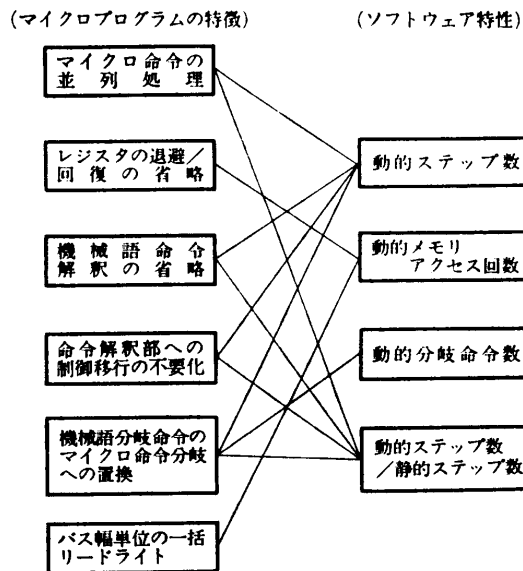 (マイクロプログラムの特徴)
(ソフトウェア特性)
マイクロ命令の
並列処理
レジスタの退避/
回復の省略
機械語命令
解釈の省略
命令解釈部への
制御移行の不要化
機械語分岐命令の
マイクロ命令分岐
への置換
バス幅単位の一括
リードライト
動的ステップ数
動的メモリ
アクセス回数
動的分岐命令数
動的ステップ数
/静的ステップ数